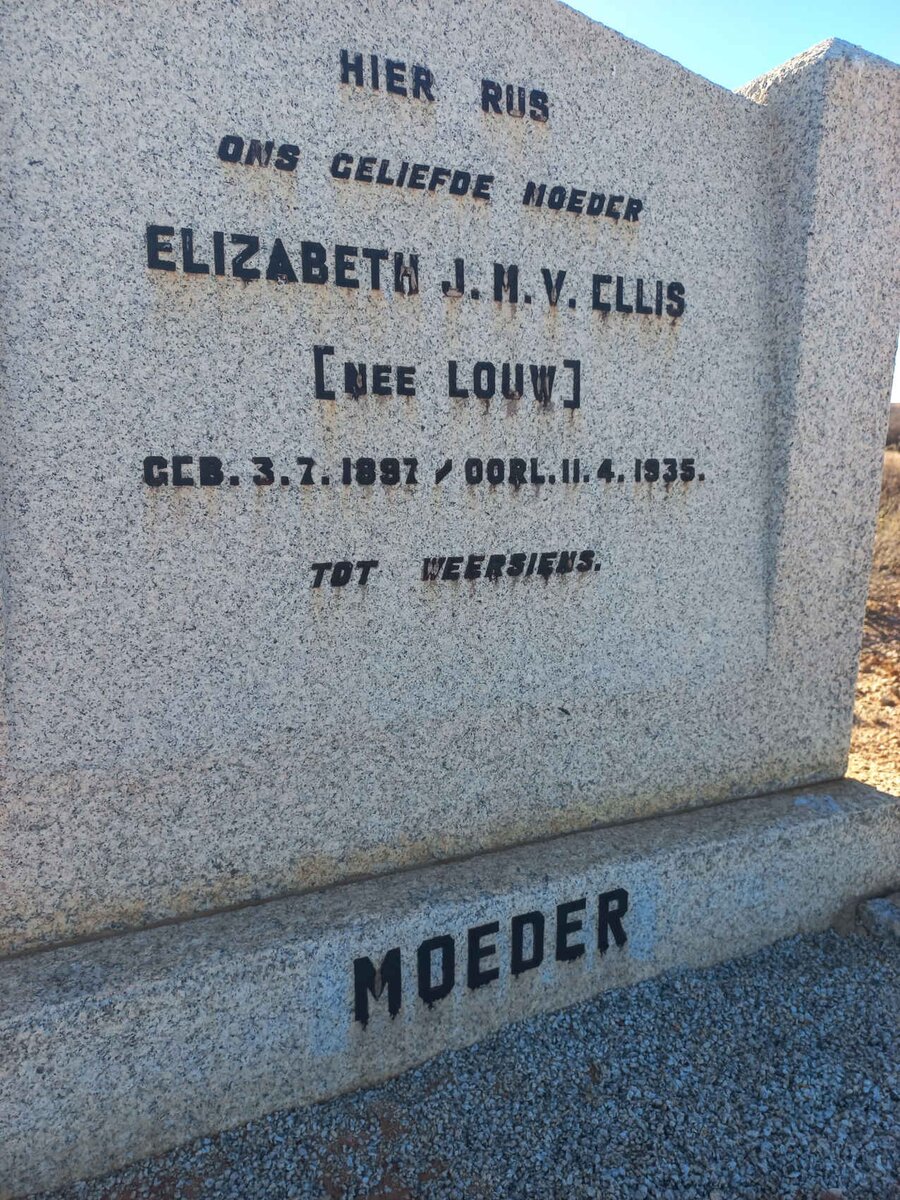 HIER RUS
ONS GELIEFDE MOEDER
ELIZABETH J.M.V. ELLIS
[NEE LOUW]
GEB. 3. 7. 1897 / OORL. 11. 4. 1935.
TOT WEERSIENS.
MOEDER